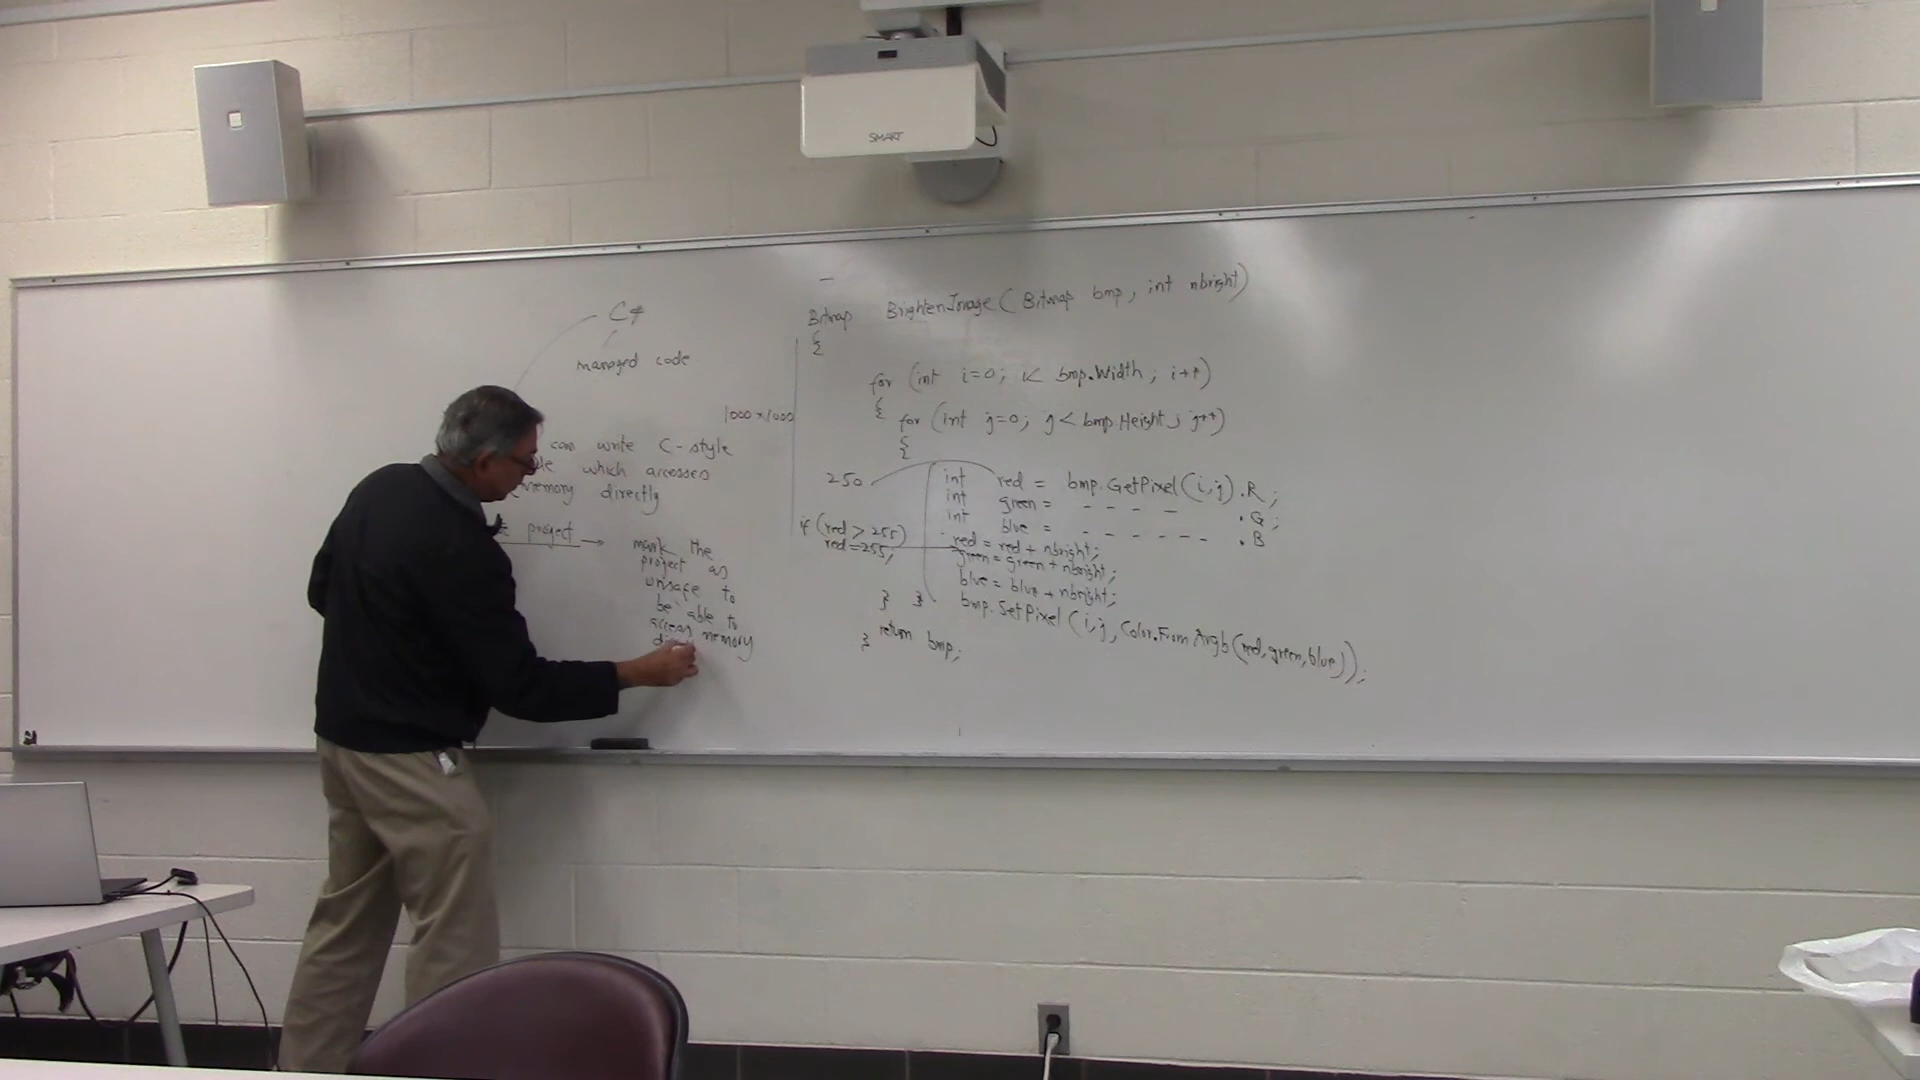 SMART
C#
managed code
can write C-style
which accesses
memory directly
project →
mark the
project as
unsafe to
be able to
access memory
1000 x 1000
Bitmap BrightenImage(Bitmap bmp, int nbright)
{
for (int i=0; i< bmp.Width; i++)
{ for (int j=0; j< bmp.Height; j++)
{
250
int red = bmp.GetPixel(i,j).R;
int green = - - - - .G;
int blue = - - - - - - .B
if (red > 255)
red=255;
red = red + nbright;
green = green + nbright;
blue = blue + nbright;
} } bmp.SetPixel(i,j, Color.FromArgb(red,green,blue));
} return bmp;